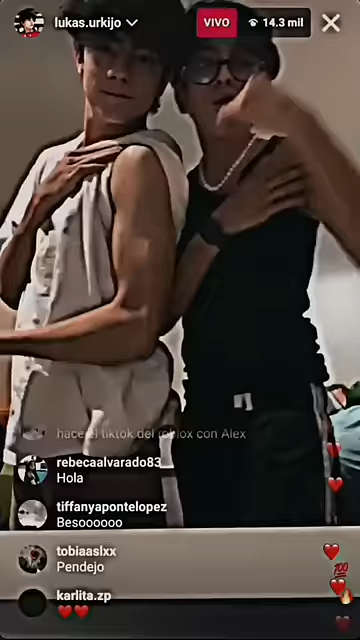 lukas.urkijo
VIVO
14.3 mil
hace el tiktok del roblox con Alex
rebecaalvarado83
Hola
tiffanyapontelopez
Besoooooo
tobiaaslxx
Pendejo
karlita.zp
❤️❤️